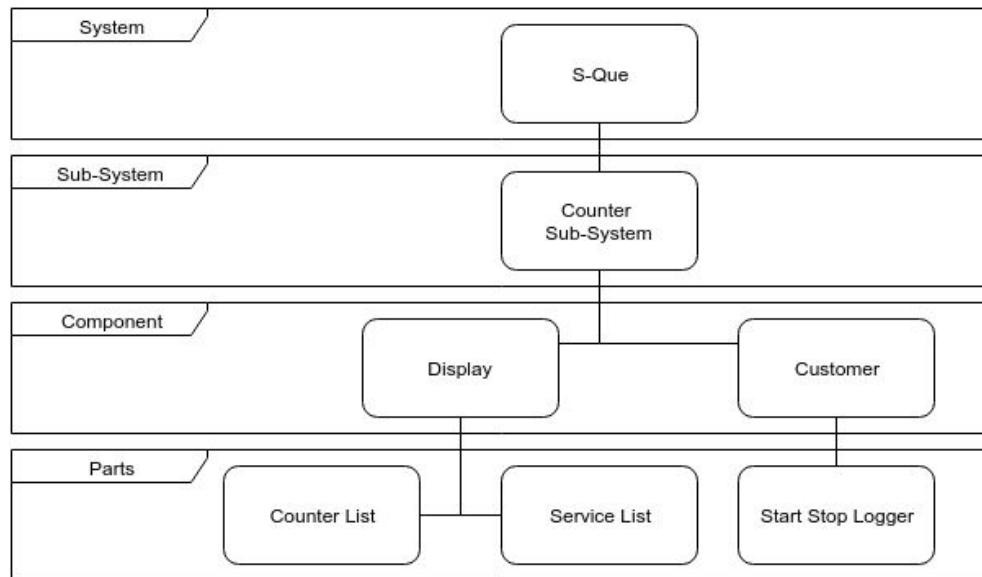 System
S-Que
Sub-System
Counter
Sub-System
Component
Display
Customer
Parts
Counter List
Service List
Start Stop Logger